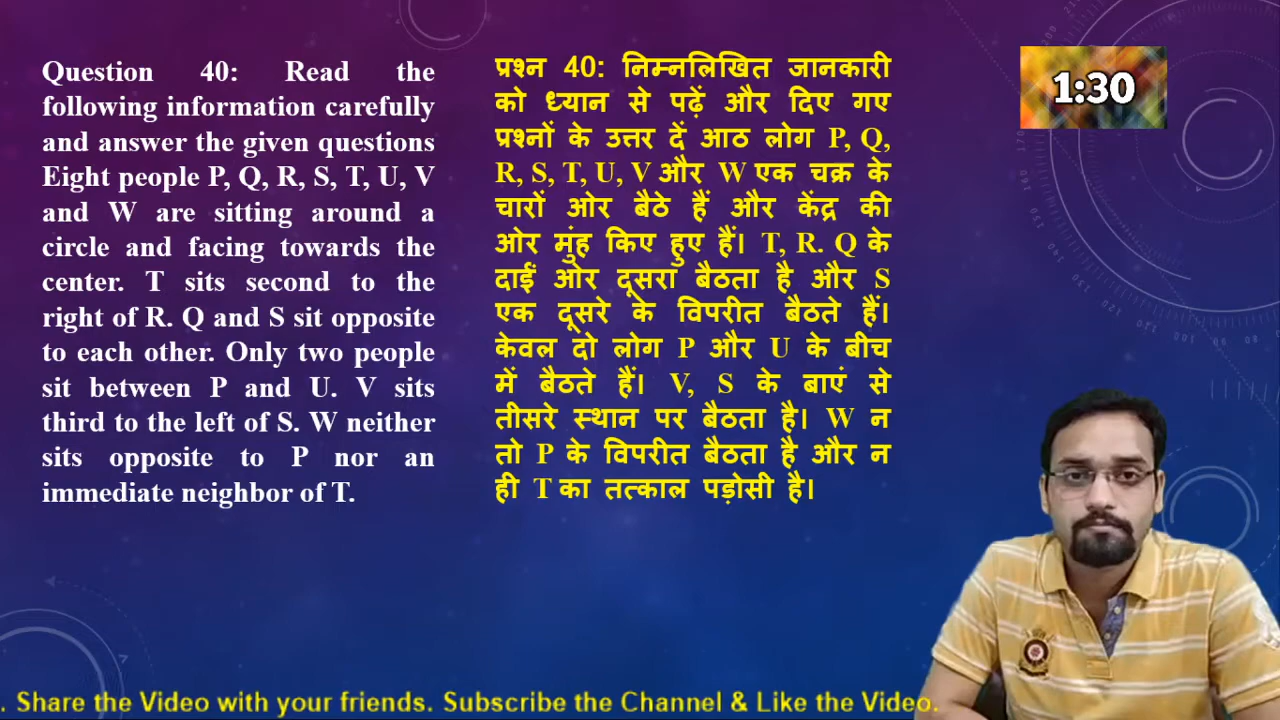 Question 40: Read the
following information carefully
and answer the given questions
Eight people P, Q, R, S, T, U, V
and W are sitting around a
circle and facing towards the
center. T sits second to the
right of R. Q and S sit opposite
to each other. Only two people
sit between P and U. V sits
third to the left of S. W neither
sits opposite to P nor an
immediate neighbor of T.
प्रश्न 40: निम्नलिखित जानकारी
को ध्यान से पढ़ें और दिए गए
प्रश्नों के उत्तर दें आठ लोग P, Q,
R, S, T, U, V और W एक चक्र के
चारों ओर बैठे हैं और केंद्र की
ओर मुंह किए हुए हैं। T, R. Q के
दाईं ओर दूसरा बैठता है और S
एक दूसरे के विपरीत बैठते हैं।
केवल दो लोग P और U के बीच
में बैठते हैं। V, S के बाएं से
तीसरे स्थान पर बैठता है। W न
तो P के विपरीत बैठता है और न
ही T का तत्काल पड़ोसी है।
1:30
. Share the Video with your friends. Subscribe the Channel & Like the Video.